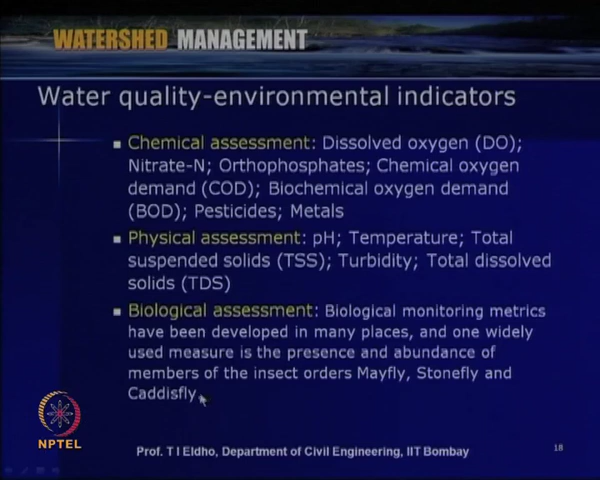 WATERSHED MANAGEMENT
Water quality-environmental indicators
Chemical assessment: Dissolved oxygen (DO);
Nitrate-N; Orthophosphates; Chemical oxygen
demand (COD); Biochemical oxygen demand
(BOD); Pesticides; Metals
Physical assessment: pH; Temperature; Total
suspended solids (TSS); Turbidity; Total dissolved
solids (TDS)
Biological assessment: Biological monitoring metrics
have been developed in many places, and one widely
used measure is the presence and abundance of
members of the insect orders Mayfly, Stonefly and
Caddisfly.
NPTEL
Prof. T I Eldho, Department of Civil Engineering, IIT Bombay
18